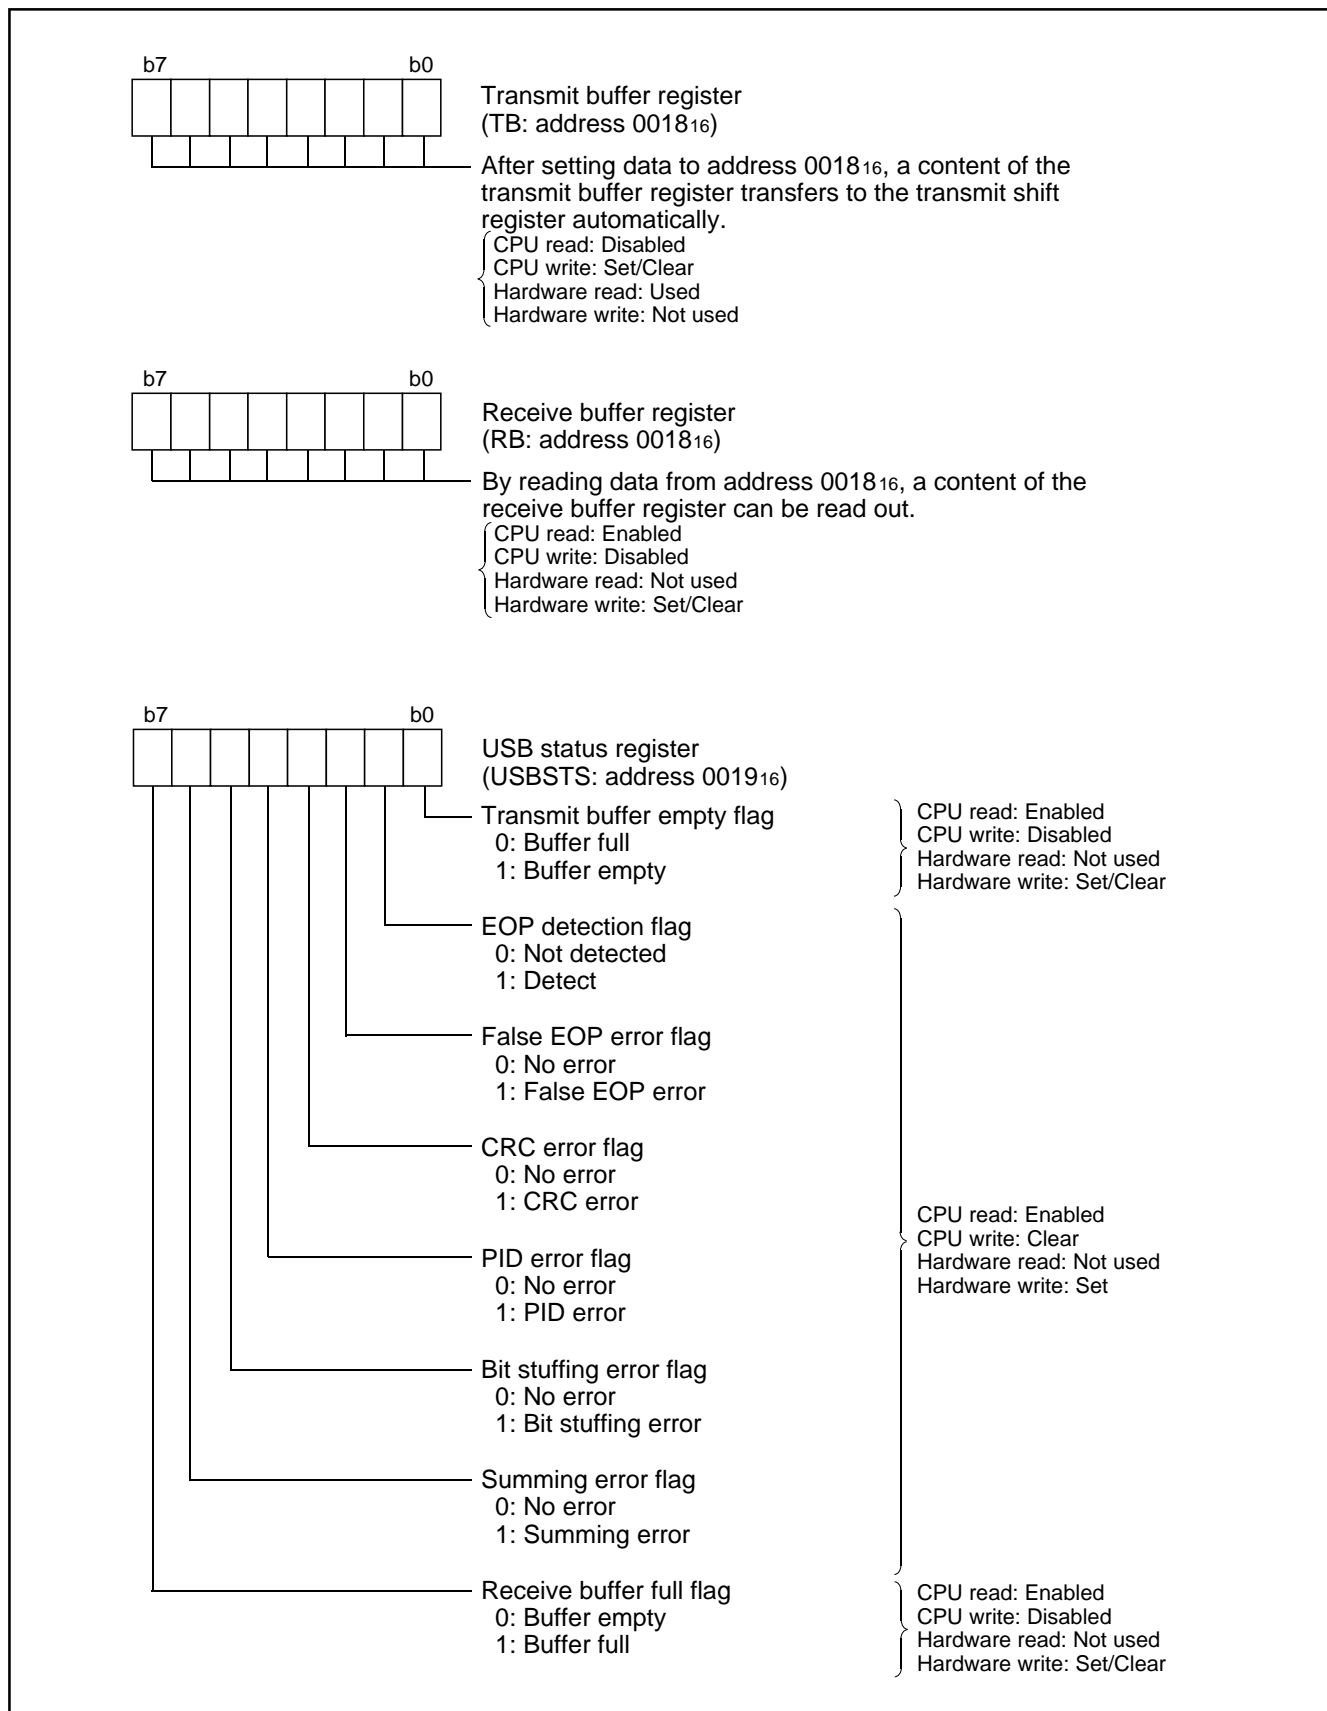 b7 b0
Transmit buffer register
(TB: address 001816)
After setting data to address 001816, a content of the
transmit buffer register transfers to the transmit shift
register automatically.
CPU read: Disabled
CPU write: Set/Clear
Hardware read: Used
Hardware write: Not used
b7 b0
Receive buffer register
(RB: address 001816)
By reading data from address 001816, a content of the
receive buffer register can be read out.
CPU read: Enabled
CPU write: Disabled
Hardware read: Not used
Hardware write: Set/Clear
b7 b0
USB status register
(USBSTS: address 001916)
Transmit buffer empty flag
0: Buffer full
1: Buffer empty
CPU read: Enabled
CPU write: Disabled
Hardware read: Not used
Hardware write: Set/Clear
EOP detection flag
0: Not detected
1: Detect
False EOP error flag
0: No error
1: False EOP error
CRC error flag
0: No error
1: CRC error
PID error flag
0: No error
1: PID error
Bit stuffing error flag
0: No error
1: Bit stuffing error
Summing error flag
0: No error
1: Summing error
CPU read: Enabled
CPU write: Clear
Hardware read: Not used
Hardware write: Set
Receive buffer full flag
0: Buffer empty
1: Buffer full
CPU read: Enabled
CPU write: Disabled
Hardware read: Not used
Hardware write: Set/Clear